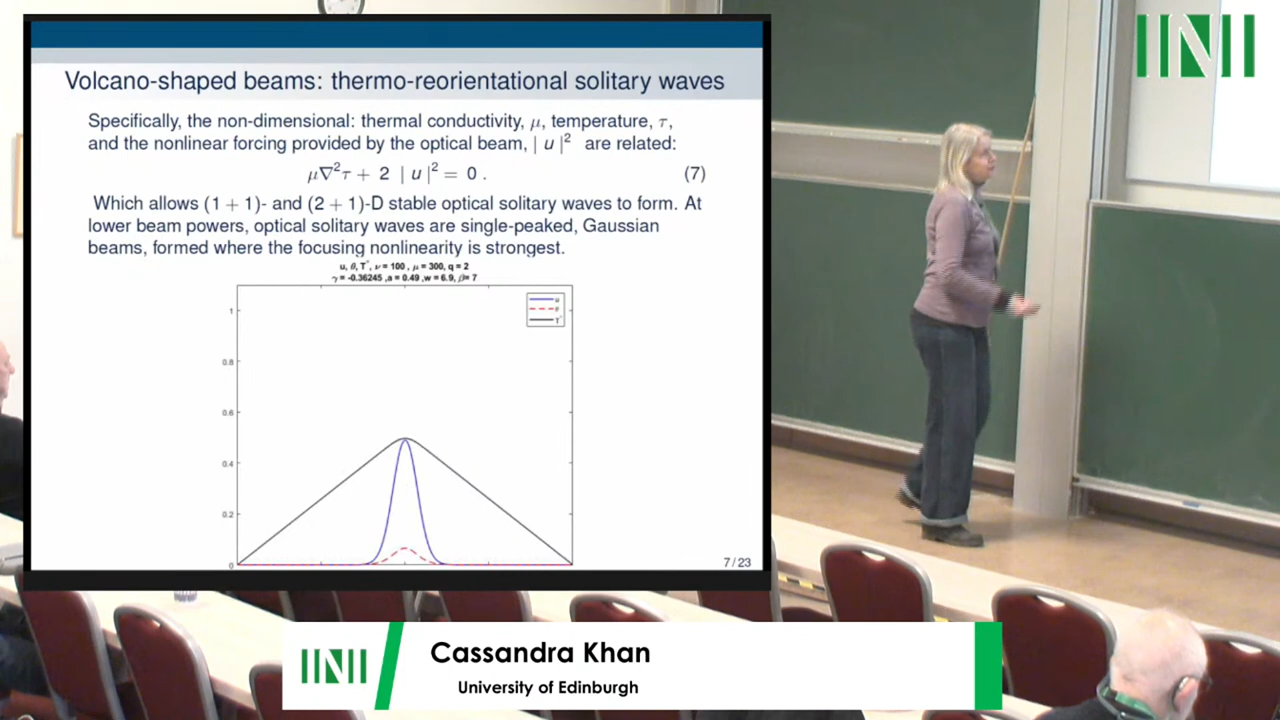 Volcano-shaped beams: thermo-reorientational solitary waves
Specifically, the non-dimensional: thermal conductivity, μ, temperature, τ,
and the nonlinear forcing provided by the optical beam, | u |² are related:
μ∇²τ + 2 | u |² = 0 . (7)
Which allows (1 + 1)- and (2 + 1)-D stable optical solitary waves to form. At
lower beam powers, optical solitary waves are single-peaked, Gaussian
beams, formed where the focusing nonlinearity is strongest.
u, θ, T*, ν = 100 , μ = 300, q = 2
γ = -0.36245 ,a = 0.49 ,w = 6.9, β= 7
1
0.8
0.6
0.4
0.2
0
u
θ
T*
7 / 23
INI
INI
Cassandra Khan
University of Edinburgh